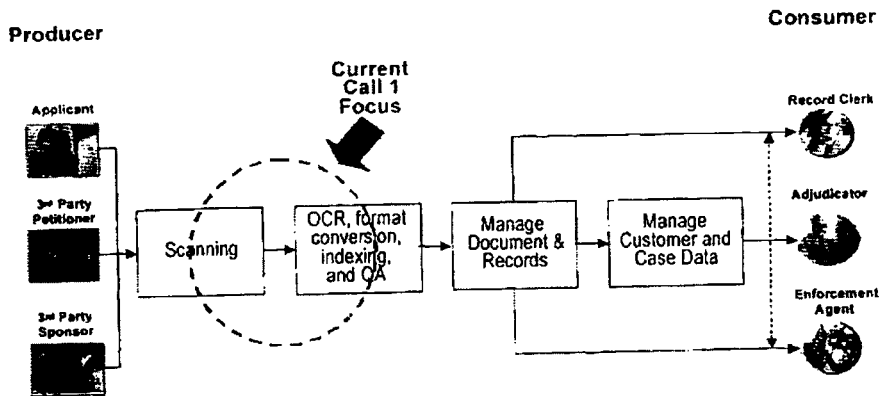 Producer
Consumer
Current
Call 1
Focus
Applicant
3rd Party
Petitioner
3rd Party
Sponsor
Scanning
OCR, format
conversion,
indexing,
and QA
Manage
Document &
Records
Manage
Customer and
Case Data
Record Clerk
Adjudicator
Enforcement
Agent